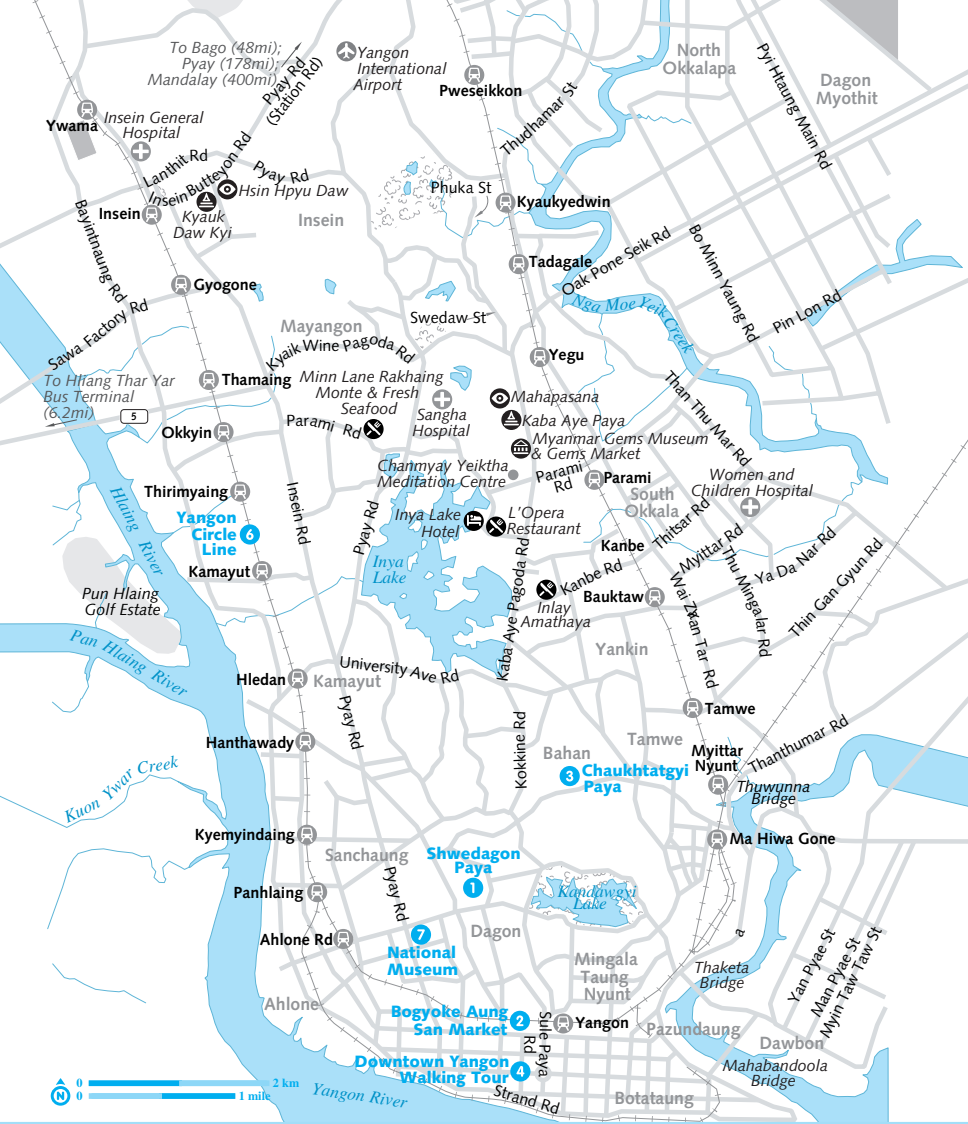 To Bago (48mi);
Pyay (178mi);
Mandalay (400mi)
Pyay Rd
(Station Rd)
Yangon
International
Airport
Pweseikkon
North
Okkalapa
Dagon
Myothit
Pyi Htaung Main Rd
Thudhamar St
Ywama
Insein General
Hospital
Lanthit Rd
Insein Butteyon Rd
Pyay Rd
Hsin Hpyu Daw
Kyauk
Daw Kyi
Insein
Insein
Phuka St
Kyaukyedwin
Bayintnaung Rd
Gyogone
Tadagale
Oak Pone Seik Rd
Bo Minn Yaung Rd
Nga Moe Yeik Creek
Pin Lon Rd
Sawa Factory Rd
Mayangon
Swedaw St
Kyaik Wine Pagoda Rd
Yegu
To Hliang Thar Yar
Bus Terminal
(6.2mi)
5
Thamaing
Minn Lane Rakhaing
Monte & Fresh
Seafood
Sangha
Hospital
Mahapasana
Kaba Aye Paya
Than Thu Mar Rd
Okkyin
Parami Rd
Myanmar Gems Museum
& Gems Market
Chanmyay Yeiktha
Meditation Centre
Parami
Rd
Parami
South
Okkala
Women and
Children Hospital
Thirimyaing
Insein Rd
Pyay Rd
Hlaing River
Yangon
Circle
Line
6
Inya Lake
Hotel
L'Opera
Restaurant
Thitsar Rd
Kanbe
Myittar Rd
Thu Mingalar Rd
Ya Da Nar Rd
Thin Gan Gyun Rd
Kamayut
Inya
Lake
Kaba Aye Pagoda Rd
Kanbe Rd
Inlay
Amathaya
Bauktaw
Wai Zaan Tar Rd
Pun Hlaing
Golf Estate
Pan Hlaing River
Yankin
University Ave Rd
Hledan
Kamayut
Pyay Rd
Kokkine Rd
Tamwe
Hanthawady
Bahan
Tamwe
Myittar
Nyunt
Thanthumar Rd
3
Chaukhtatgyi
Paya
Thuwunna
Bridge
Kuon Ywar Creek
Kyemyindaing
Ma Hiwa Gone
Sanchaung
Shwedagon
Paya
1
Panhlaing
Pyay Rd
Kandawgyi
Lake
Ahlone Rd
7
National
Museum
Dagon
a
Yan Pyae St
Man Pyae St
Myin Taw Taw St
Mingala
Taung
Nyunt
Thaketa
Bridge
Ahlone
Bogyoke Aung
San Market
2
Sule Paya
Rd
Yangon
Pazundaung
Dawbon
Downtown Yangon
Walking Tour
4
Mahabandoola
Bridge
Strand Rd
Botataung
Yangon River
N
0
2 km
0
1 mile